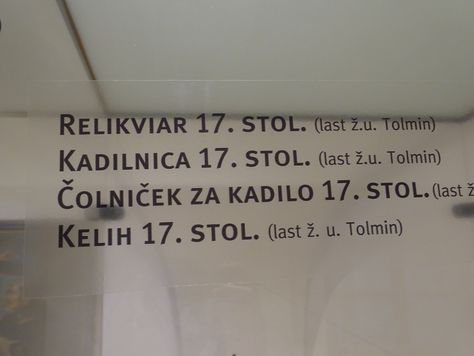 RELIKVIAR 17. STOL. (last ž.u. Tolmin)
KADILNICA 17. STOL. (last ž.u. Tolmin)
ČOLNIČEK ZA KADILO 17. STOL. (last
KELIH 17. STOL. (last ž. u. Tolmin)